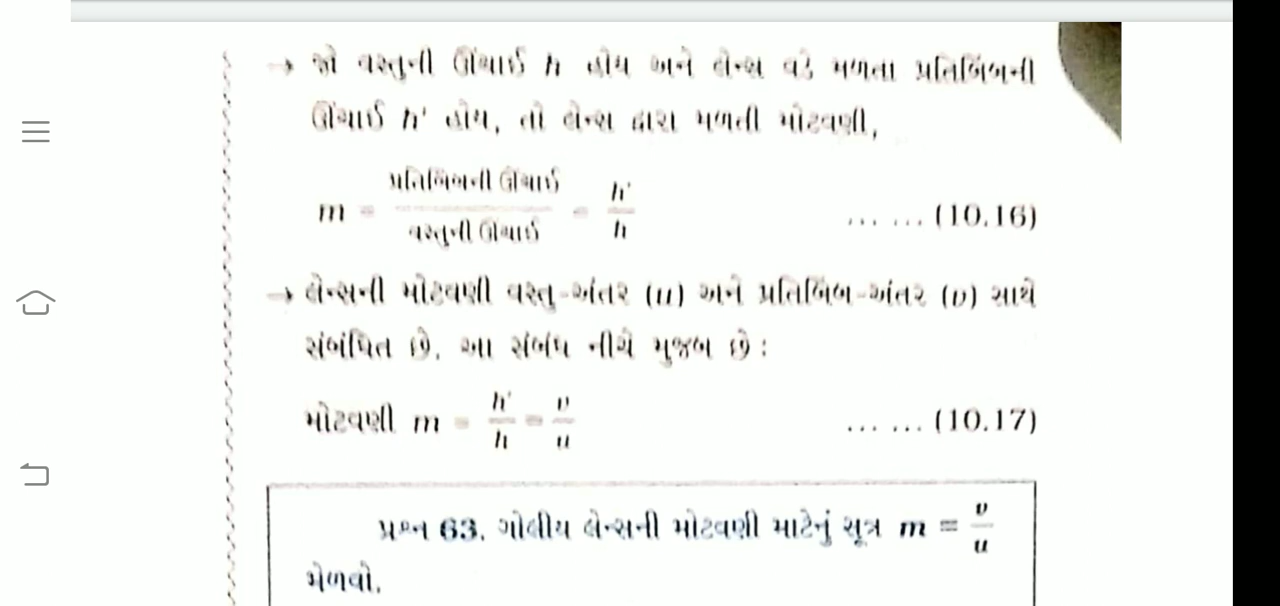 → જો વસ્તુની ઊંચાઈ h હોય અને લેન્સ વડે મળતા પ્રતિબિંબની
ઊંચાઈ h' હોય, તો લેન્સ દ્વારા મળતી મોટવણી,
m = પ્રતિબિંબની ઊંચાઈ / વસ્તુની ઊંચાઈ = h' / h ... ... (10.16)
→ લેન્સની મોટવણી વસ્તુ-અંતર (u) અને પ્રતિબિંબ-અંતર (v) સાથે
સંબંધિત છે. આ સંબંધ નીચે મુજબ છે :
મોટવણી m = h' / h = v / u ... ... (10.17)
પ્રશ્ન 63. ગોલીય લેન્સની મોટવણી માટેનું સૂત્ર m = v / u
મેળવો.